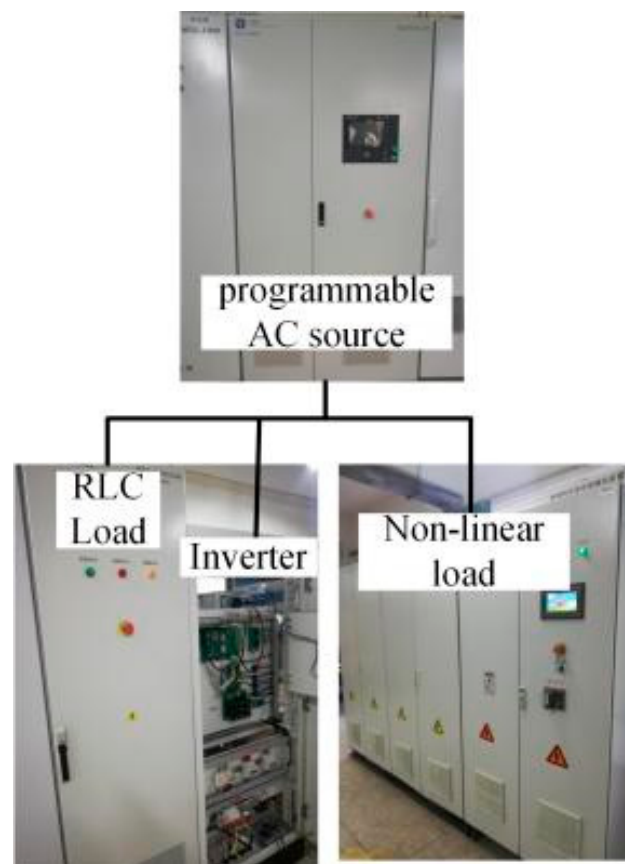 programmable
AC source
RLC
Load
Inverter
Non-linear
load